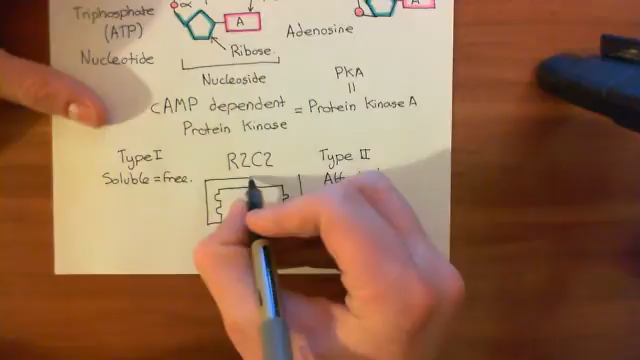 Triphosphate
(ATP)
Nucleotide
α
A
Ribose
Nucleoside
A
Adenosine
PKA
=
cAMP dependent
Protein Kinase
= Protein Kinase A
Type I
Soluble = free.
R2C2
Type II